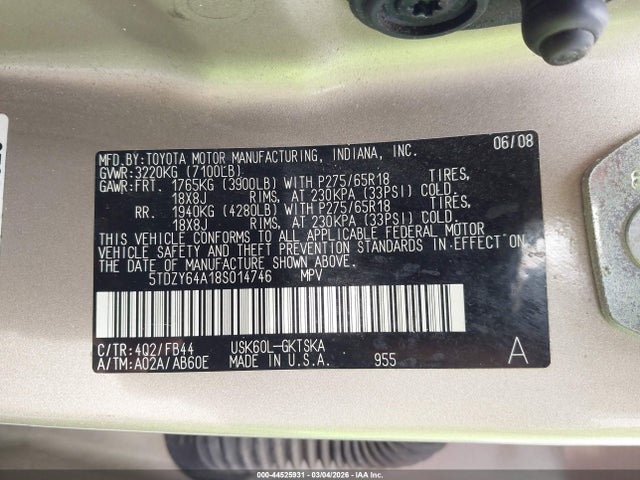 MFD. BY: TOYOTA MOTOR MANUFACTURING, INDIANA, INC. 06/08
GVWR: 3220KG (7100LB)
GAWR: FRT. 1765KG (3900LB) WITH P275/65R18 TIRES,
18X8J RIMS, AT 230KPA (33PSI) COLD.
RR. 1940KG (4280LB) WITH P275/65R18 TIRES,
18X8J RIMS, AT 230KPA (33PSI) COLD.
THIS VEHICLE CONFORMS TO ALL APPLICABLE FEDERAL MOTOR
VEHICLE SAFETY AND THEFT PREVENTION STANDARDS IN EFFECT ON
THE DATE OF MANUFACTURE SHOWN ABOVE.
5TDZY64A18S014746 MPV
C/TR: 4Q2/FB44 USK60L-GKTSKA
A/TM: A02A/AB60E MADE IN U.S.A. 955 A
000-44525931 - 03/04/2026 - IAA Inc.